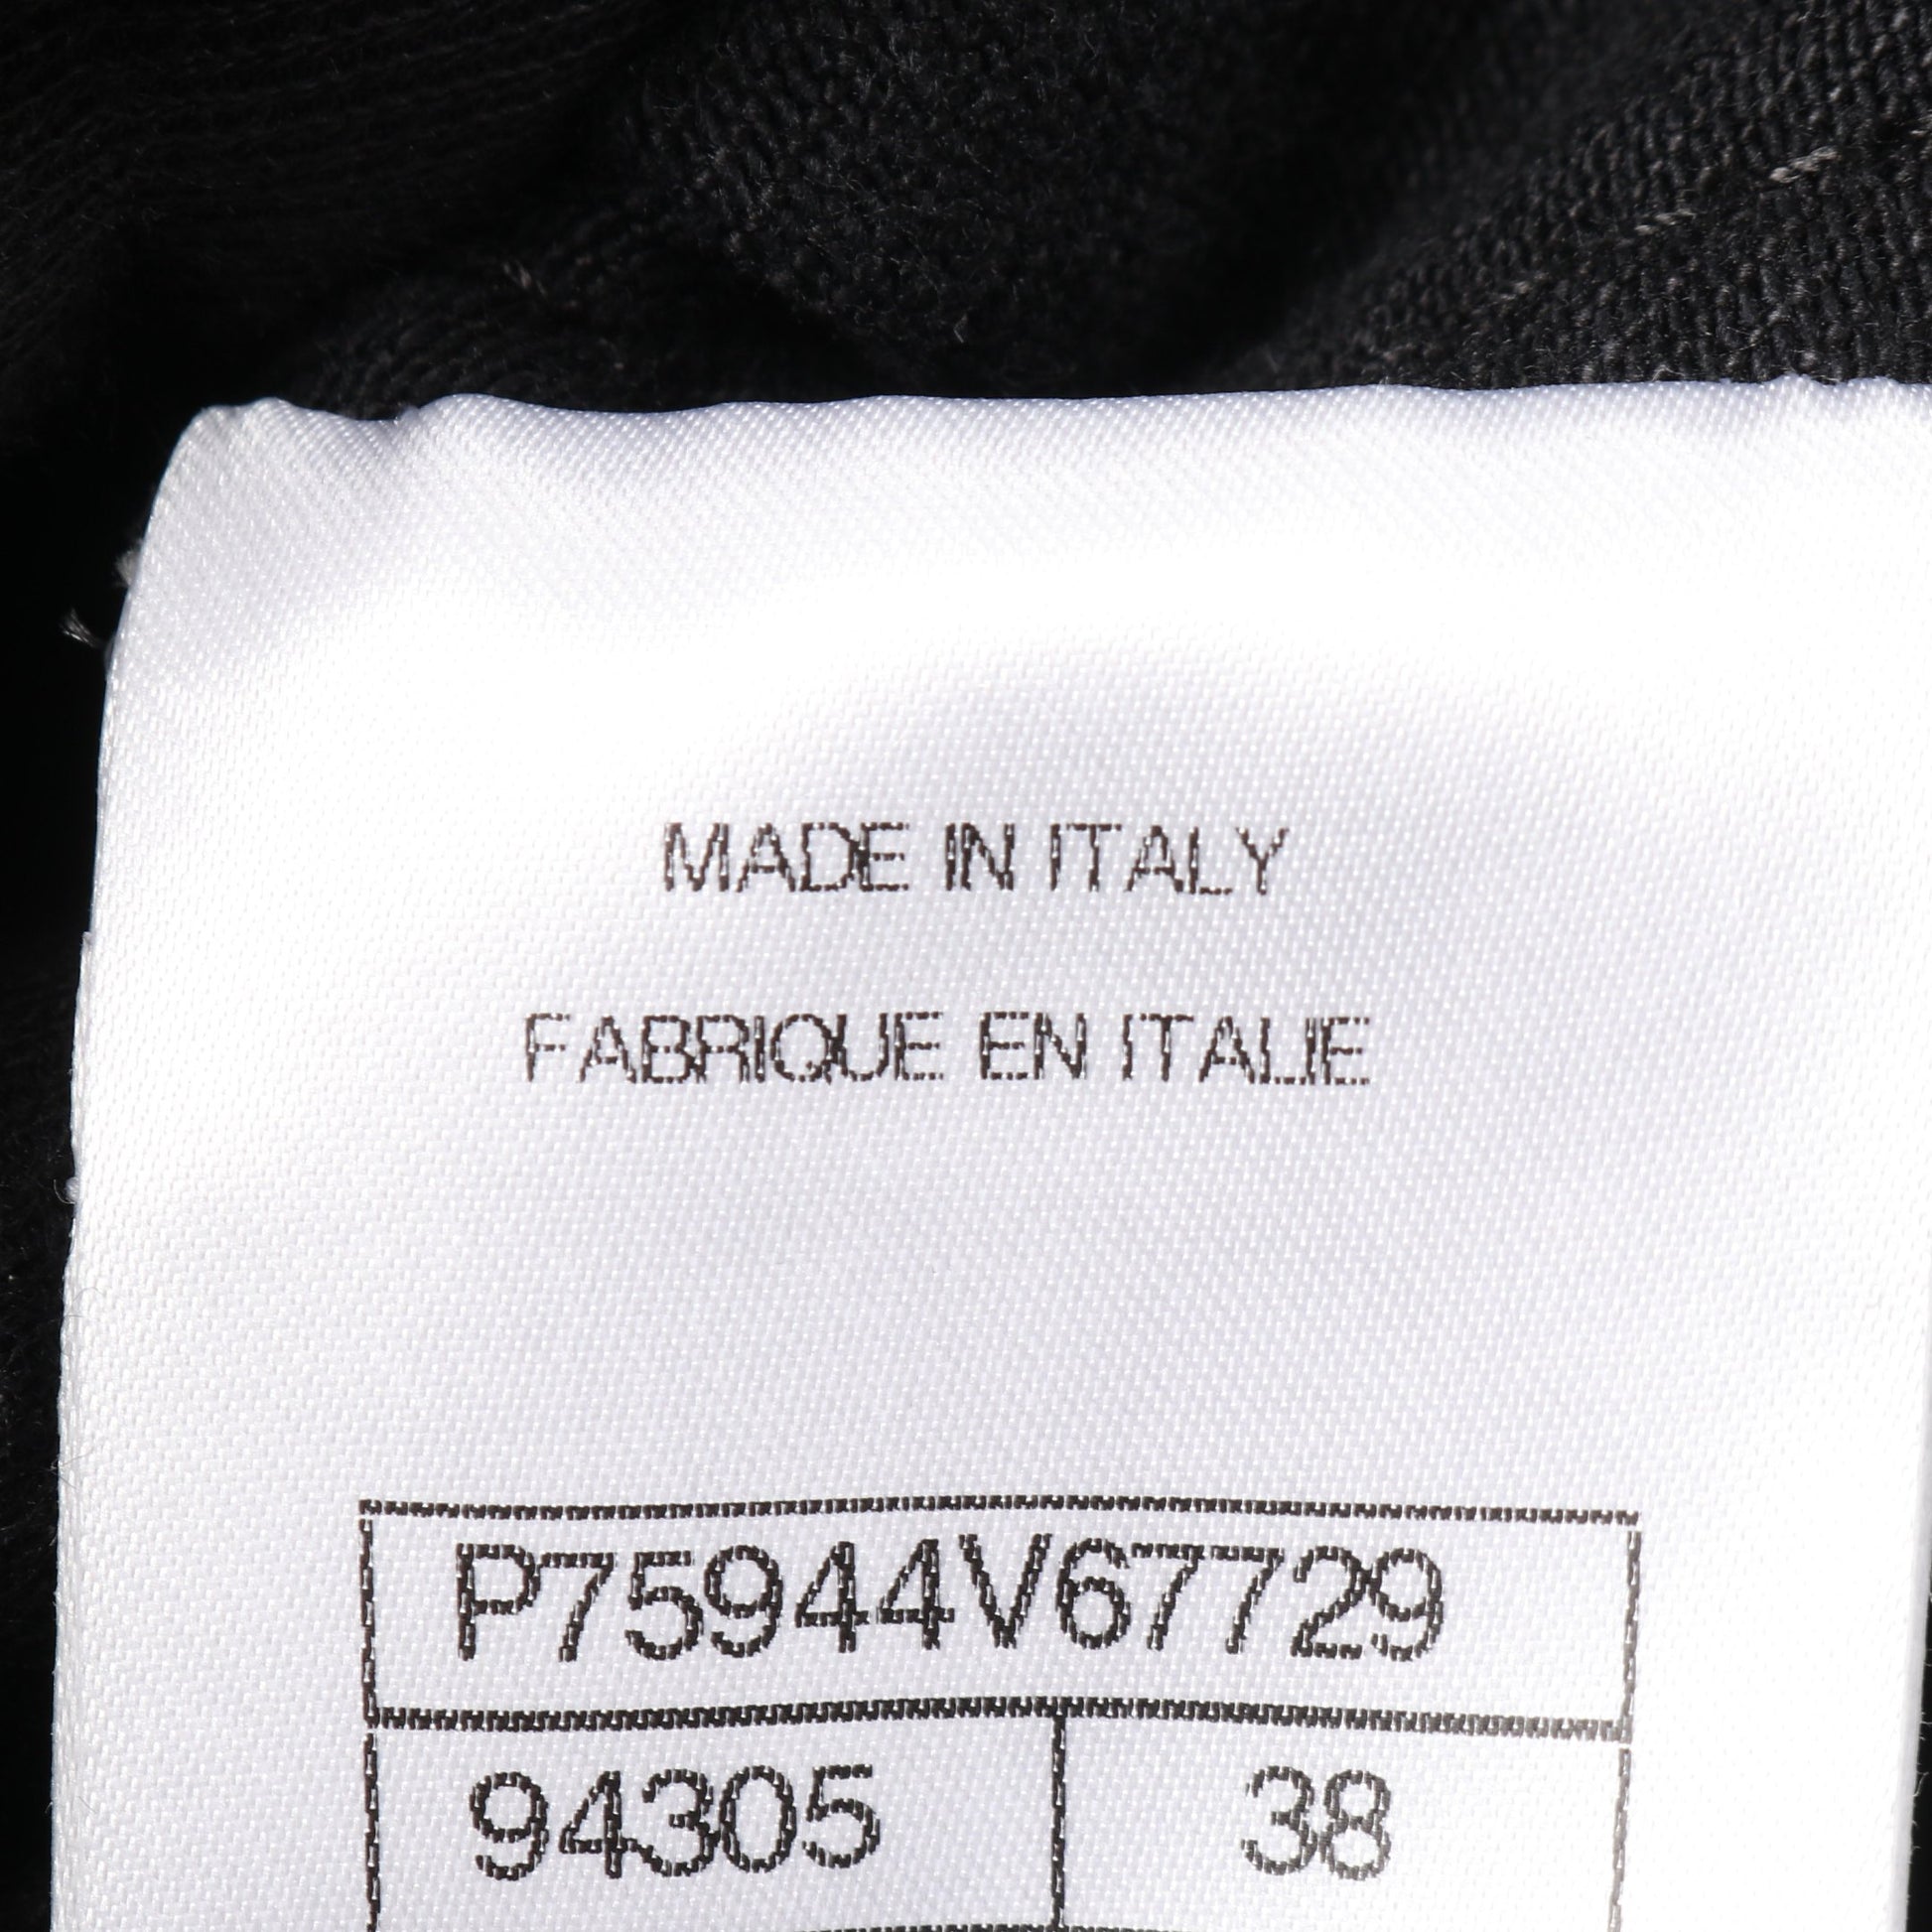 MADE IN ITALY
FABRIQUE EN ITALIE
P75944V67729
94305 38